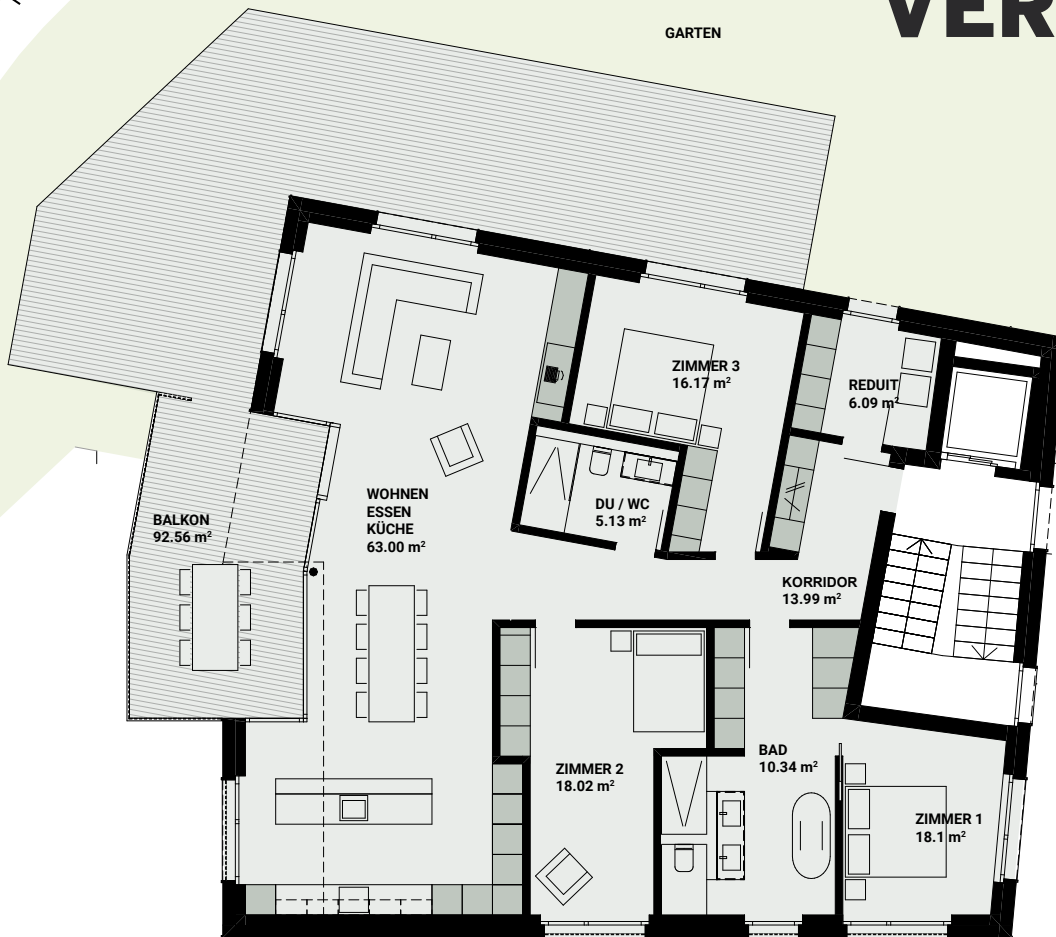 VER
GARTEN
ZIMMER 3
16.17 m²
REDUIT
6.09 m²
WOHNEN
ESSEN
KÜCHE
63.00 m²
DU / WC
5.13 m²
BALKON
92.56 m²
KORRIDOR
13.99 m²
BAD
10.34 m²
ZIMMER 2
18.02 m²
ZIMMER 1
18.1 m²